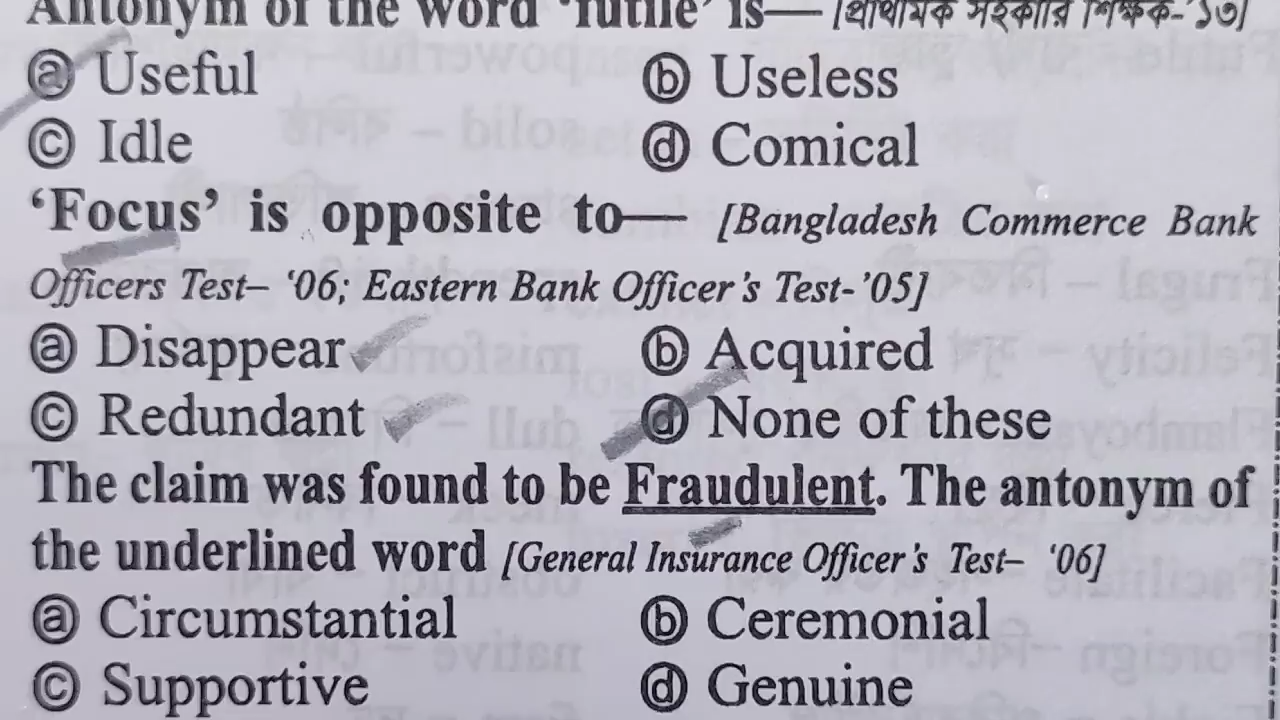 Antonym of the word ‘futile’ is— [প্রাথমিক সহকারি শিক্ষক-’১৩]
ⓐ Useful ⓑ Useless
ⓒ Idle ⓓ Comical
‘Focus’ is opposite to— [Bangladesh Commerce Bank
Officers Test– ‘06; Eastern Bank Officer’s Test-’05]
ⓐ Disappear ⓑ Acquired
ⓒ Redundant ⓓ None of these
The claim was found to be Fraudulent. The antonym of
the underlined word [General Insurance Officer’s Test– ‘06]
ⓐ Circumstantial ⓑ Ceremonial
ⓒ Supportive ⓓ Genuine